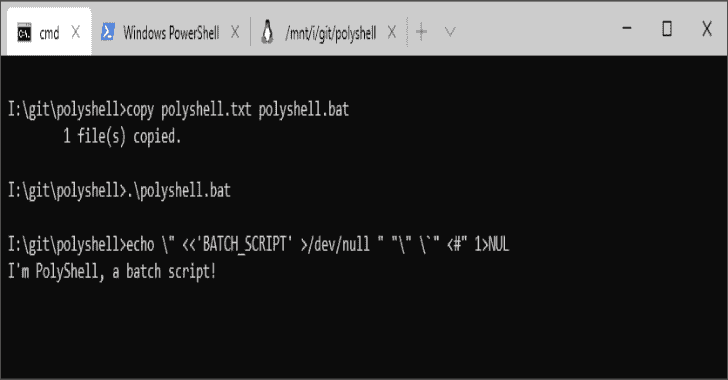 cmd Windows PowerShell /mnt/i/git/polyshell
I:\git\polyshell>copy polyshell.txt polyshell.bat
1 file(s) copied.
I:\git\polyshell>.\polyshell.bat
I:\git\polyshell>echo \" <<'BATCH_SCRIPT' >/dev/null " "\" \`" <#" 1>NUL
I'm PolyShell, a batch script!